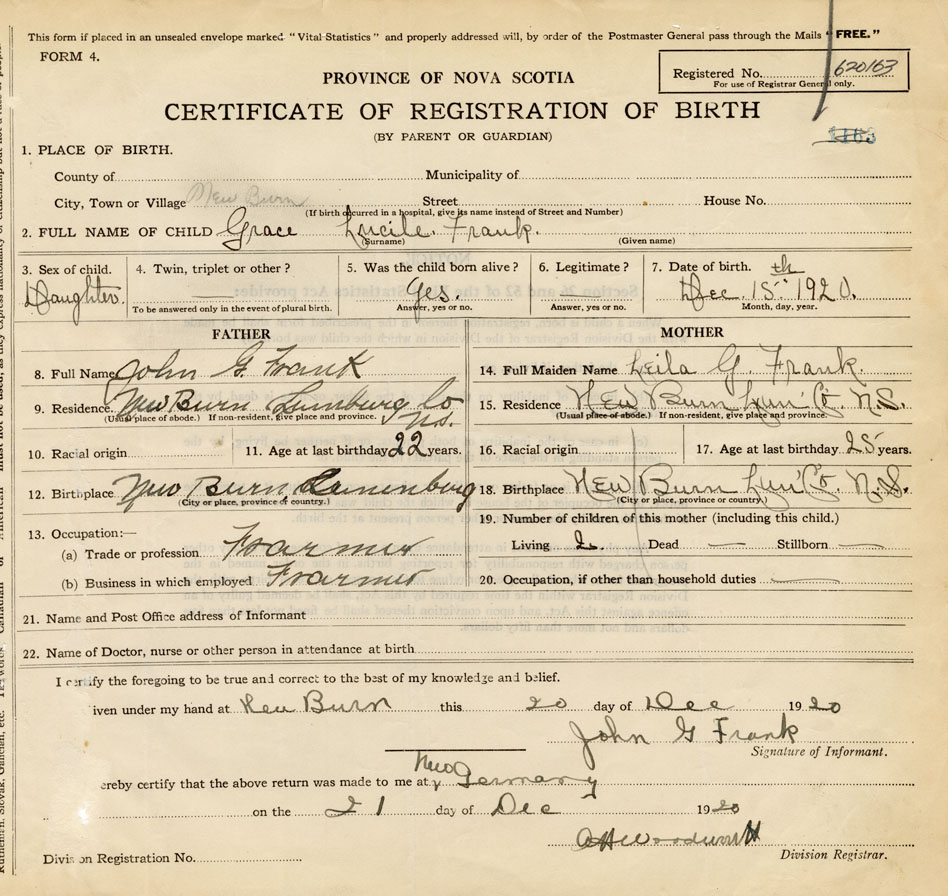 This form if placed in an unsealed envelope marked "Vital Statistics" and properly addressed will, by order of the Postmaster General pass through the Mails "FREE."
FORM 4.
Registered No. 620163
For use of Registrar General only.
PROVINCE OF NOVA SCOTIA
CERTIFICATE OF REGISTRATION OF BIRTH
(BY PARENT OR GUARDIAN)
1. PLACE OF BIRTH.
County of Municipality of
City, Town or Village New Burn Street House No.
(If birth occurred in a hospital, give its name instead of Street and Number)
2. FULL NAME OF CHILD Grace Lucile Frank.
(Surname) (Given name)
3. Sex of child. 4. Twin, triplet or other? 5. Was the child born alive? 6. Legitimate? 7. Date of birth.
Daughter. — Yes. — Dec. 15th 1920.
To be answered only in the event of plural birth. Answer, yes or no. Answer, yes or no. Month, day, year.
FATHER
8. Full Name John G Frank
9. Residence. New Burn Lunburg Co
N.S.
(Usual place of abode. If non-resident, give place and province.)
10. Racial origin 11. Age at last birthday 22 years.
12. Birthplace New Burn Lunenburg
(City or place, province or country.)
13. Occupation:—
(a) Trade or profession. Foarmer
(b) Business in which employed Foarmer
MOTHER
14. Full Maiden Name Leila G. Frank.
15. Residence New Burn Lun' Co. N.S.
(Usual place of abode.) If non-resident, give place and province.
16. Racial origin 17. Age at last birthday 25 years.
18. Birthplace New Burn Lun' Co. N.S.
(City or place, province or country.)
19. Number of children of this mother (including this child.)
Living 2. Dead — Stillborn —
20. Occupation, if other than household duties —
21. Name and Post Office address of Informant
22. Name of Doctor, nurse or other person in attendance at birth
I certify the foregoing to be true and correct to the best of my knowledge and belief.
iven under my hand at New Burn this 20 day of Dec 1920
John G Frank
Signature of Informant.
ereby certify that the above return was made to me at New Germany
on the 21 day of Dec 1920
Division Registrar.
Division Registration No.